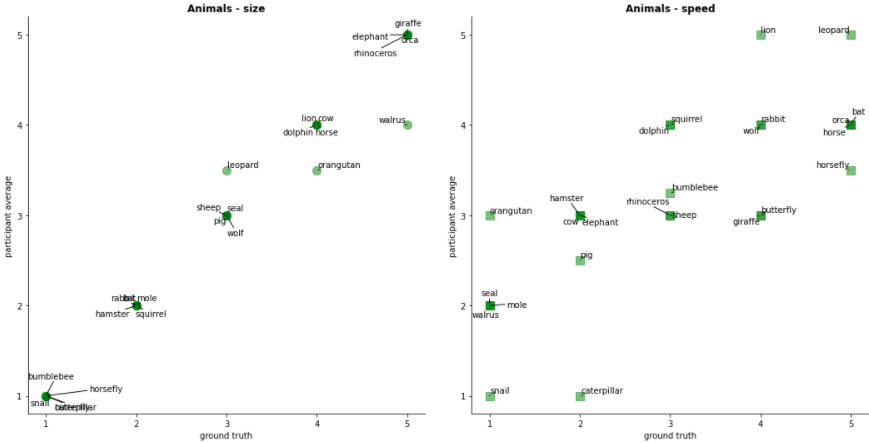 Animals - size
giraffe
elephant
orca
rhinoceros
lion cow
dolphin horse
walrus
leopard
orangutan
sheep seal
pig
wolf
rabbit bat mole
hamster squirrel
bumblebee
horsefly
snail
caterpillar
5
4
3
2
1
participant average
1 2 3 4 5
ground truth
Animals - speed
lion leopard
bat
orca
horse
squirrel
dolphin
rabbit
wolf
horsefly
bumblebee
rhinoceros
sheep
butterfly
giraffe
hamster
cow elephant
orangutan
pig
seal
mole
walrus
snail caterpillar
5
4
3
2
1
participant average
1 2 3 4 5
ground truth